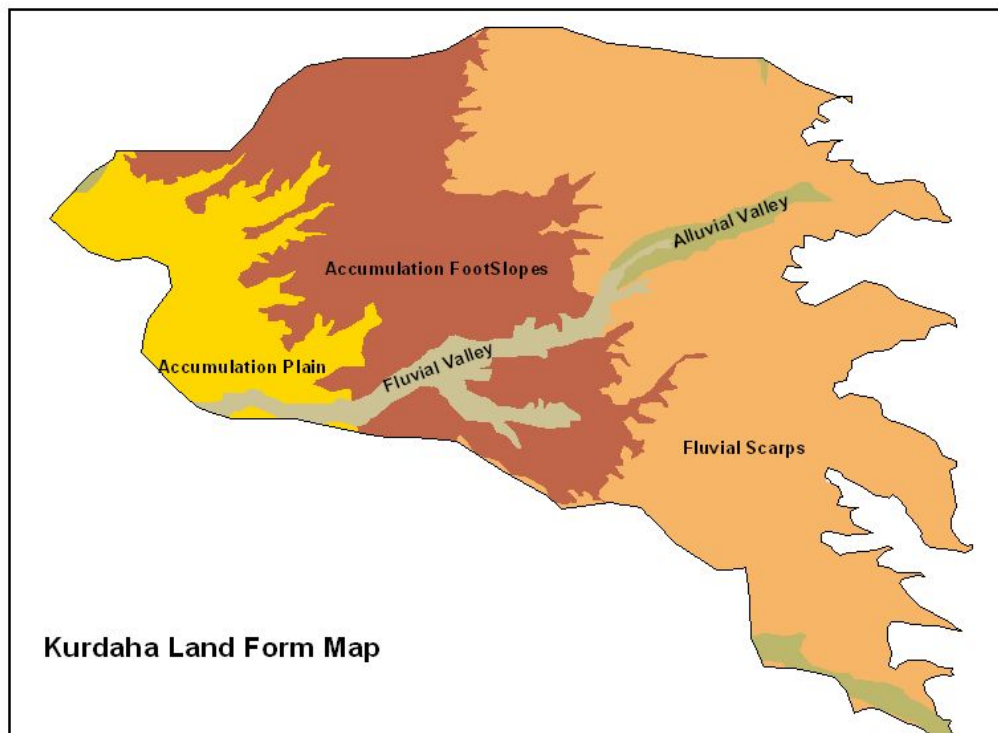 Alluvial Valley
Accumulation FootSlopes
Fluvial Valley
Accumulation Plain
Fluvial Scarps
Kurdaha Land Form Map